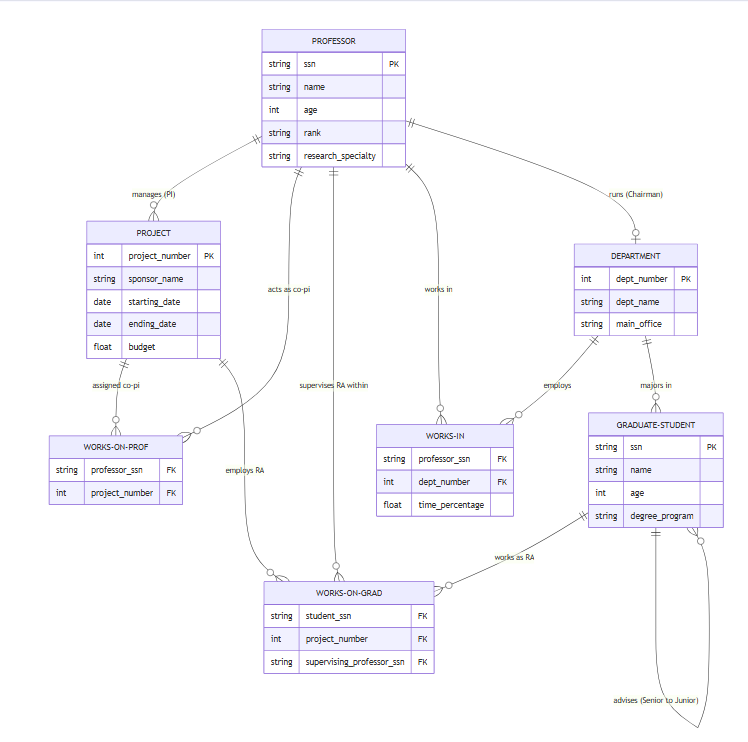 PROFESSOR
string ssn PK
string name
int age
string rank
string research_specialty
manages (PI)
runs (Chairman)
PROJECT
int project_number PK
string sponsor_name
date starting_date
date ending_date
float budget
acts as co-pi
works in
DEPARTMENT
int dept_number PK
string dept_name
string main_office
assigned co-pi
supervises RA within
employs
majors in
WORKS-ON-PROF
string professor_ssn FK
int project_number FK
employs RA
WORKS-IN
string professor_ssn FK
int dept_number FK
float time_percentage
GRADUATE-STUDENT
string ssn PK
string name
int age
string degree_program
works as RA
WORKS-ON-GRAD
string student_ssn FK
int project_number FK
string supervising_professor_ssn FK
advises (Senior to Junior)